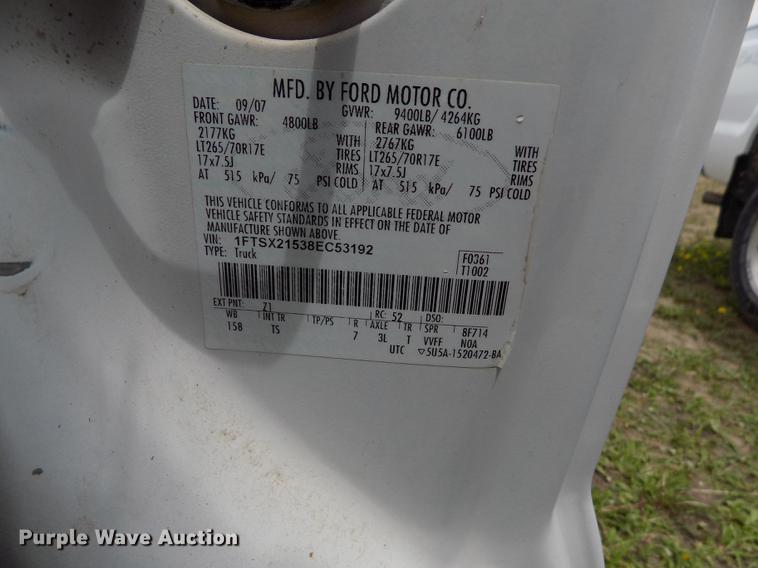 MFD. BY FORD MOTOR CO.
DATE: 09/07 GVWR: 9400LB/ 4264KG
FRONT GAWR: 4800LB REAR GAWR: 6100LB
2177KG WITH 2767KG WITH
LT265/70R17E TIRES LT265/70R17E TIRES
17x7.5J RIMS 17x7.5J RIMS
AT 515 kPa/ 75 PSI COLD AT 515 kPa/ 75 PSI COLD
THIS VEHICLE CONFORMS TO ALL APPLICABLE FEDERAL MOTOR
VEHICLE SAFETY STANDARDS IN EFFECT ON THE DATE OF
MANUFACTURE SHOWN ABOVE.
VIN: 1FTSX21538EC53192 F0361
TYPE: Truck T1002
EXT PNT: Z1 RC: 52 DSO:
WB INT TR TP/PS R AXLE TR SPR BF714
158 TS 7 3L T VVFF NOA
UTC ▽5U5A-1520472-BA
Purple Wave Auction